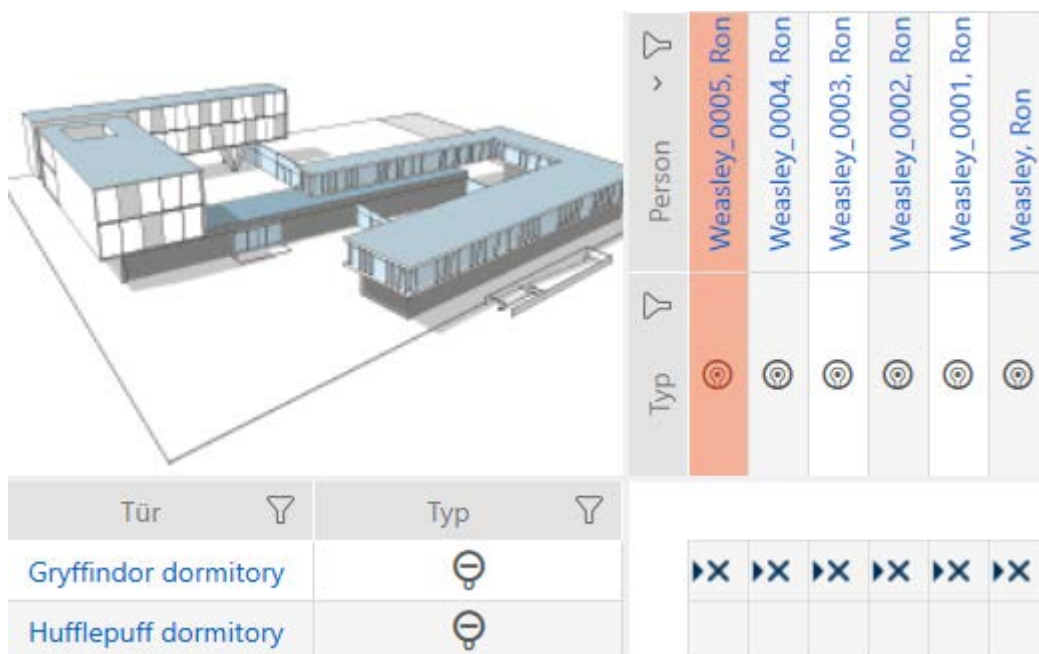 Person
Typ
Weasley_0005, Ron
Weasley_0004, Ron
Weasley_0003, Ron
Weasley_0002, Ron
Weasley_0001, Ron
Weasley, Ron
Tür Typ
Gryffindor dormitory
Hufflepuff dormitory